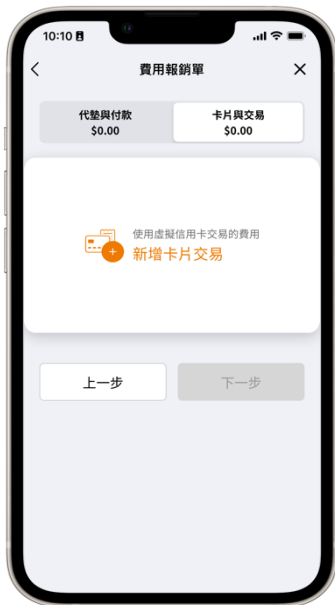 10:10
費用報銷單
代墊與付款
$0.00
卡片與交易
$0.00
使用虛擬信用卡交易的費用
新增卡片交易
上一步
下一步